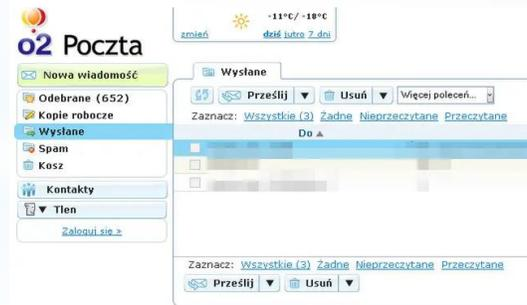 -11°C/ -18°C
zmień dziś jutro 7 dni
o2 Poczta
Nowa wiadomość
Odebrane (652)
Kopie robocze
Wysłane
Spam
Kosz
Kontakty
Tlen
Zaloguj się »
Wysłane
Prześlij Usuń Więcej poleceń...
Zaznacz: Wszystkie (3) Żadne Nieprzeczytane Przeczytane
Do
Zaznacz: Wszystkie (3) Żadne Nieprzeczytane Przeczytane
Prześlij Usuń